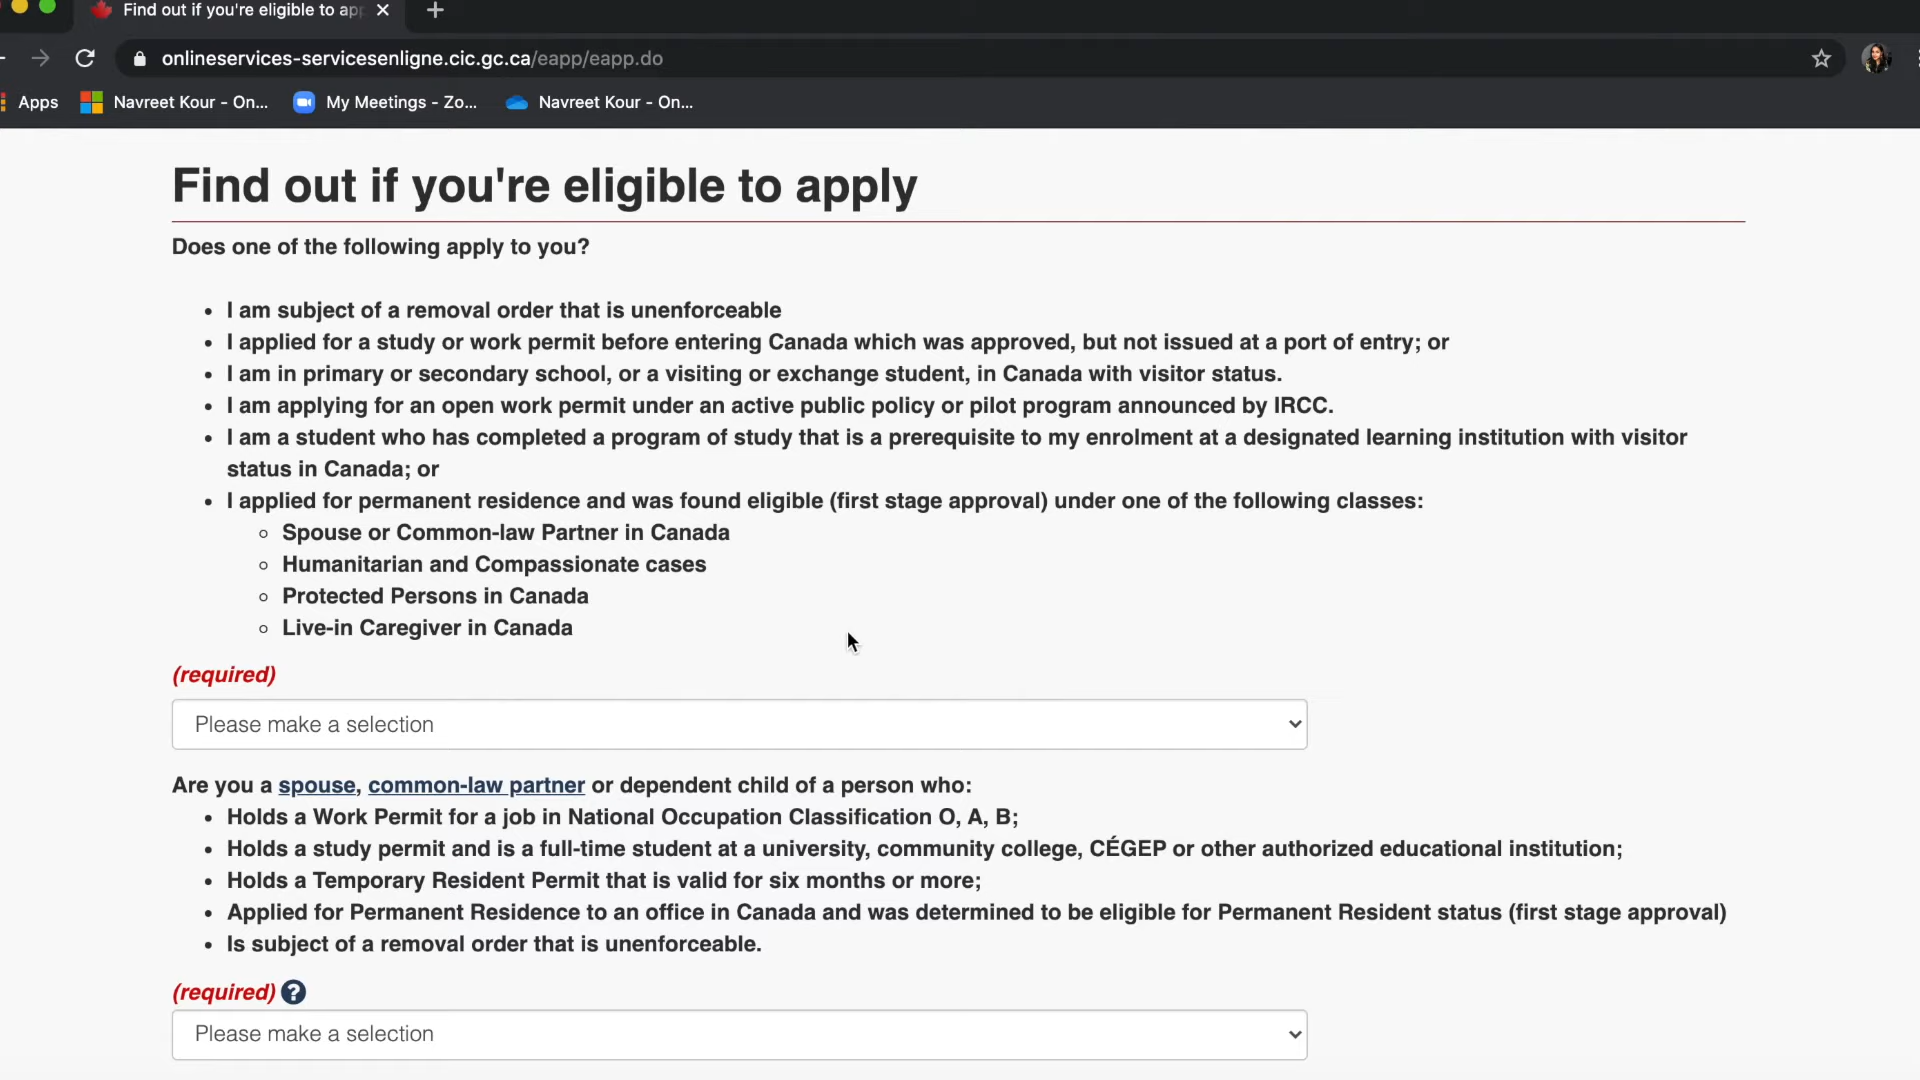 Find out if you're eligible to app
onlineservices-servicesenligne.cic.gc.ca/eapp/eapp.do
Apps
Navreet Kour - On...
My Meetings - Zo...
Navreet Kour - On...
Find out if you're eligible to apply
Does one of the following apply to you?
• I am subject of a removal order that is unenforceable
• I applied for a study or work permit before entering Canada which was approved, but not issued at a port of entry; or
• I am in primary or secondary school, or a visiting or exchange student, in Canada with visitor status.
• I am applying for an open work permit under an active public policy or pilot program announced by IRCC.
• I am a student who has completed a program of study that is a prerequisite to my enrolment at a designated learning institution with visitor
status in Canada; or
• I applied for permanent residence and was found eligible (first stage approval) under one of the following classes:
◦ Spouse or Common-law Partner in Canada
◦ Humanitarian and Compassionate cases
◦ Protected Persons in Canada
◦ Live-in Caregiver in Canada
(required)
Please make a selection
Are you a spouse, common-law partner or dependent child of a person who:
• Holds a Work Permit for a job in National Occupation Classification O, A, B;
• Holds a study permit and is a full-time student at a university, community college, CÉGEP or other authorized educational institution;
• Holds a Temporary Resident Permit that is valid for six months or more;
• Applied for Permanent Residence to an office in Canada and was determined to be eligible for Permanent Resident status (first stage approval)
• Is subject of a removal order that is unenforceable.
(required) ?
Please make a selection